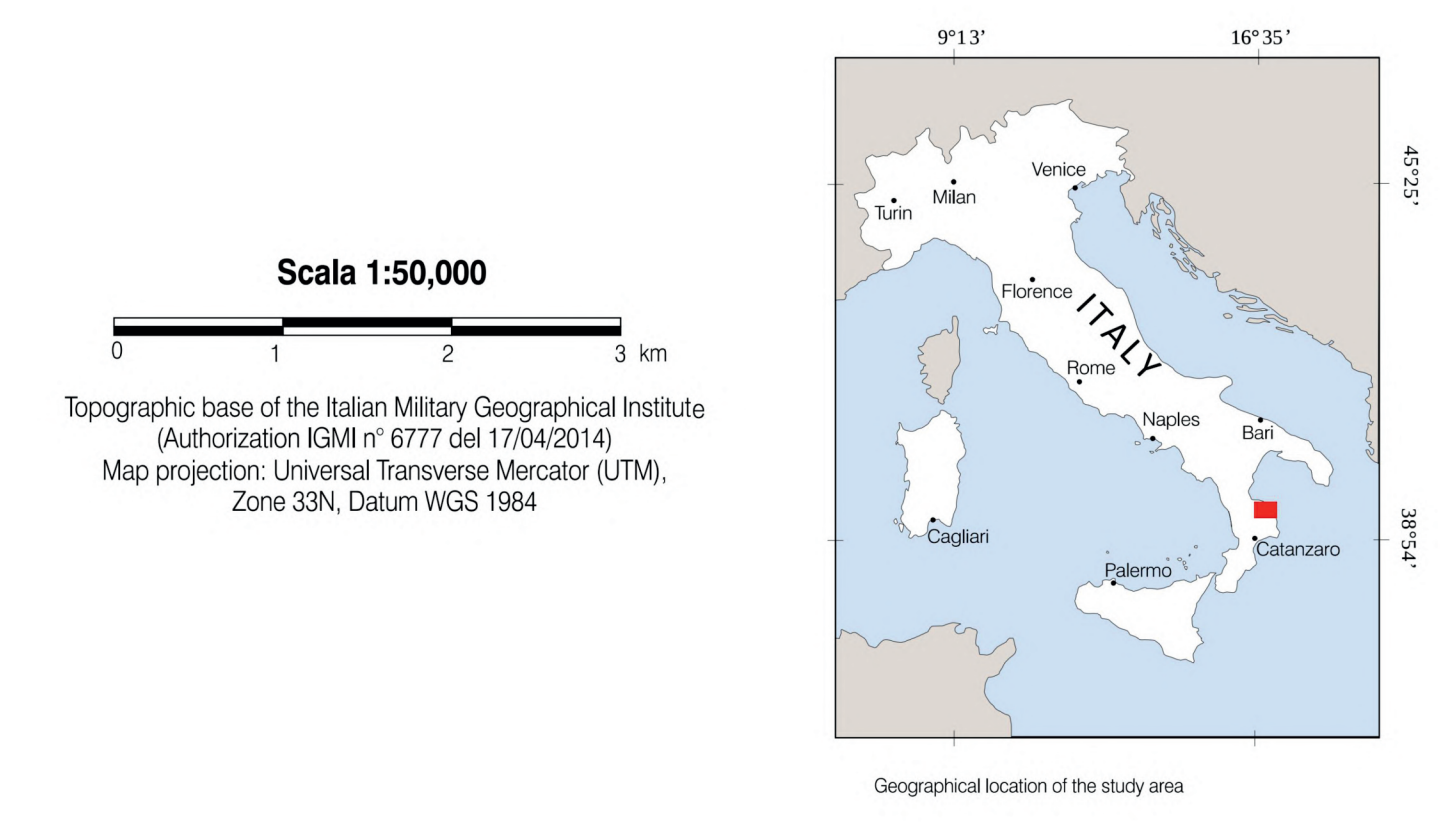 Scala 1:50,000
0 1 2 3 km
Topographic base of the Italian Military Geographical Institute
(Authorization IGMI n° 6777 del 17/04/2014)
Map projection: Universal Transverse Mercator (UTM),
Zone 33N, Datum WGS 1984
9°13’ 16°35’
45°25’
Venice
Milan
Turin
Florence
ITALY
Rome
Naples
Bari
38°54’
Cagliari
Catanzaro
Palermo
Geographical location of the study area